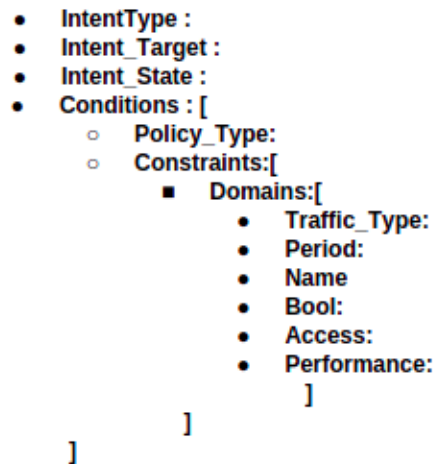 ● IntentType :
● Intent_Target :
● Intent_State :
● Conditions : [
○ Policy_Type:
○ Constraints:[
■ Domains:[
● Traffic_Type:
● Period:
● Name
● Bool:
● Access:
● Performance:
]
]
]